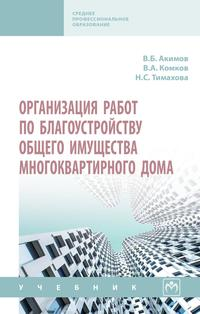 СРЕДНЕЕ
ПРОФЕССИОНАЛЬНОЕ
ОБРАЗОВАНИЕ
В.Б. Акимов
В.А. Комков
Н.С. Тимахова
ОРГАНИЗАЦИЯ РАБОТ
ПО БЛАГОУСТРОЙСТВУ
ОБЩЕГО ИМУЩЕСТВА
МНОГОКВАРТИРНОГО ДОМА
УЧЕБНИК